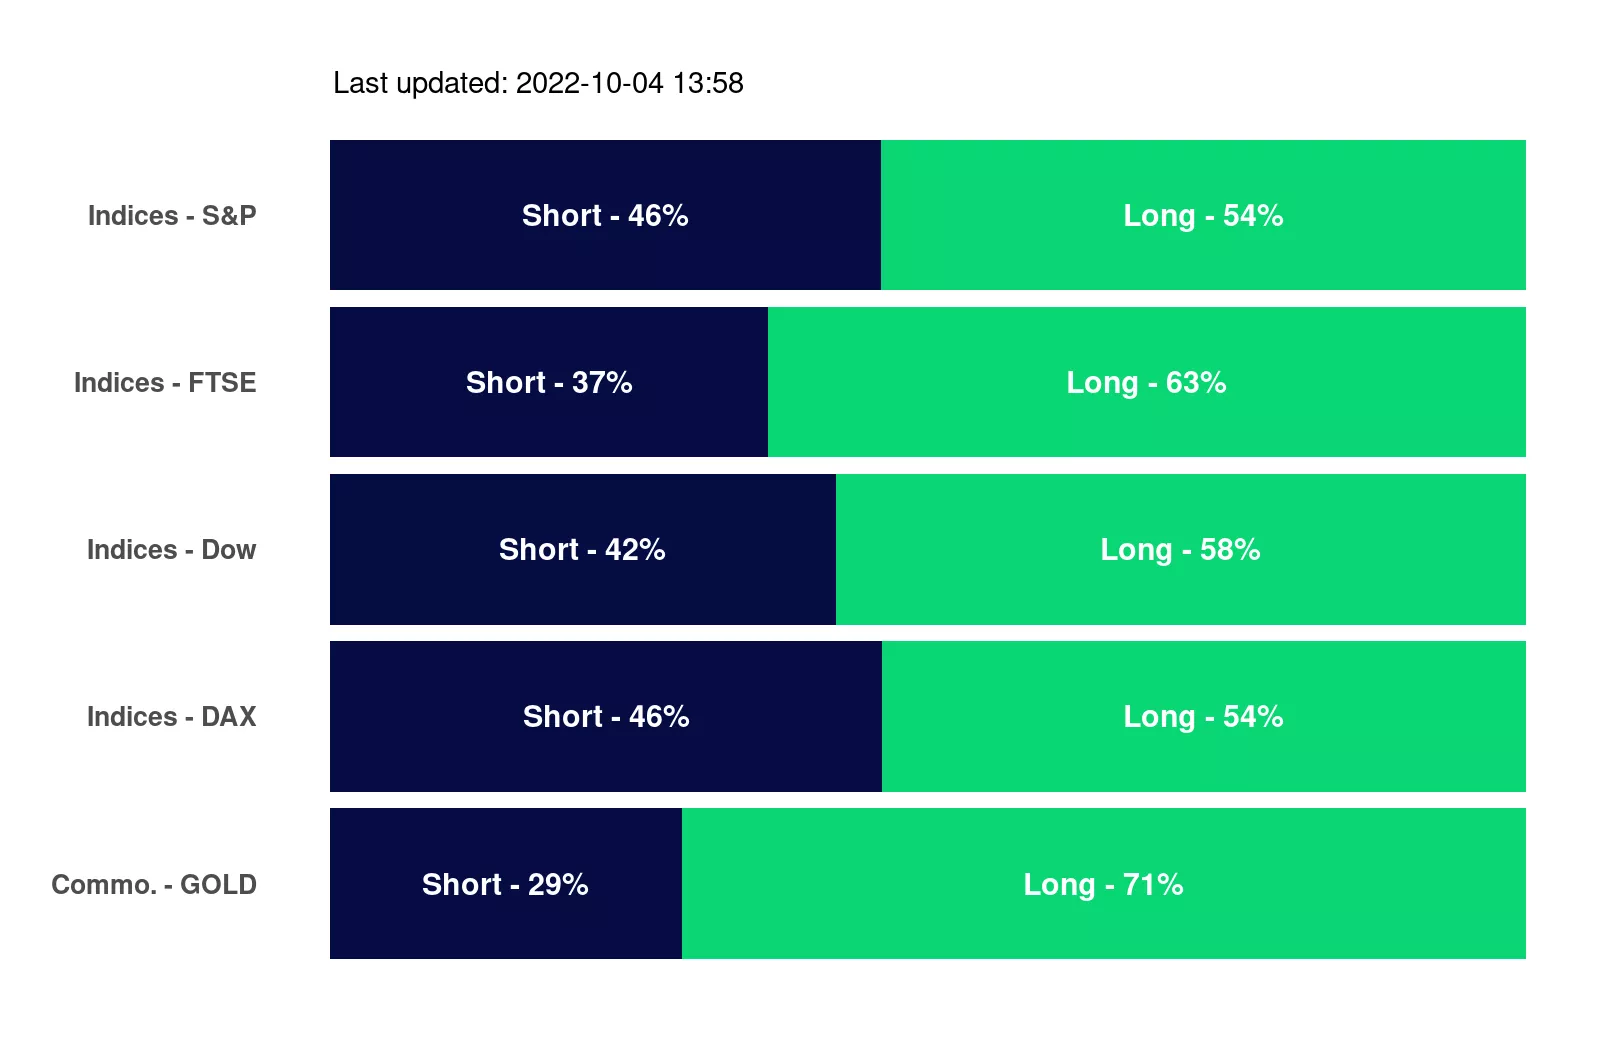 Last updated: 2022-10-04 13:58
Indices - S&P Short - 46% Long - 54%
Indices - FTSE Short - 37% Long - 63%
Indices - Dow Short - 42% Long - 58%
Indices - DAX Short - 46% Long - 54%
Commo. - GOLD Short - 29% Long - 71%